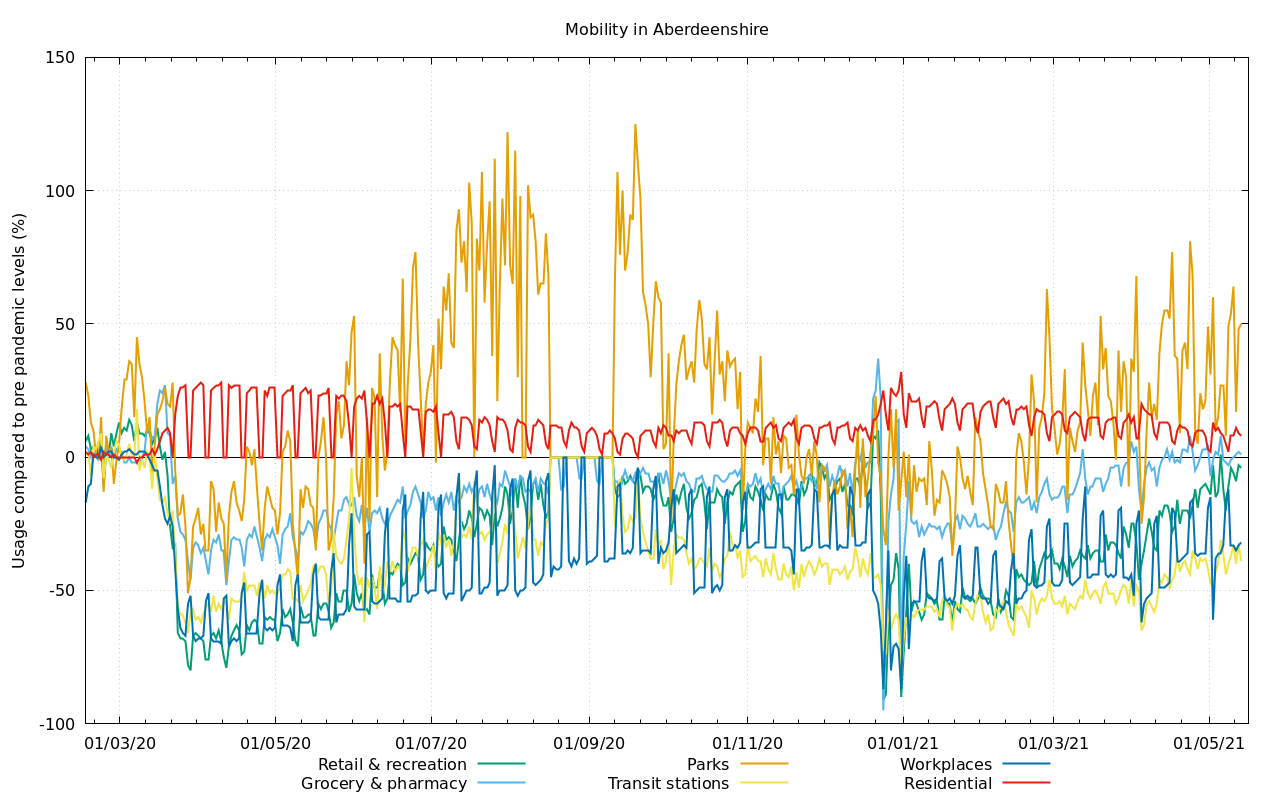 Mobility in Aberdeenshire
Usage compared to pre pandemic levels (%)
150
100
50
0
-50
-100
01/03/20 01/05/20 01/07/20 01/09/20 01/11/20 01/01/21 01/03/21 01/05/21
Retail & recreation Parks Workplaces
Grocery & pharmacy Transit stations Residential